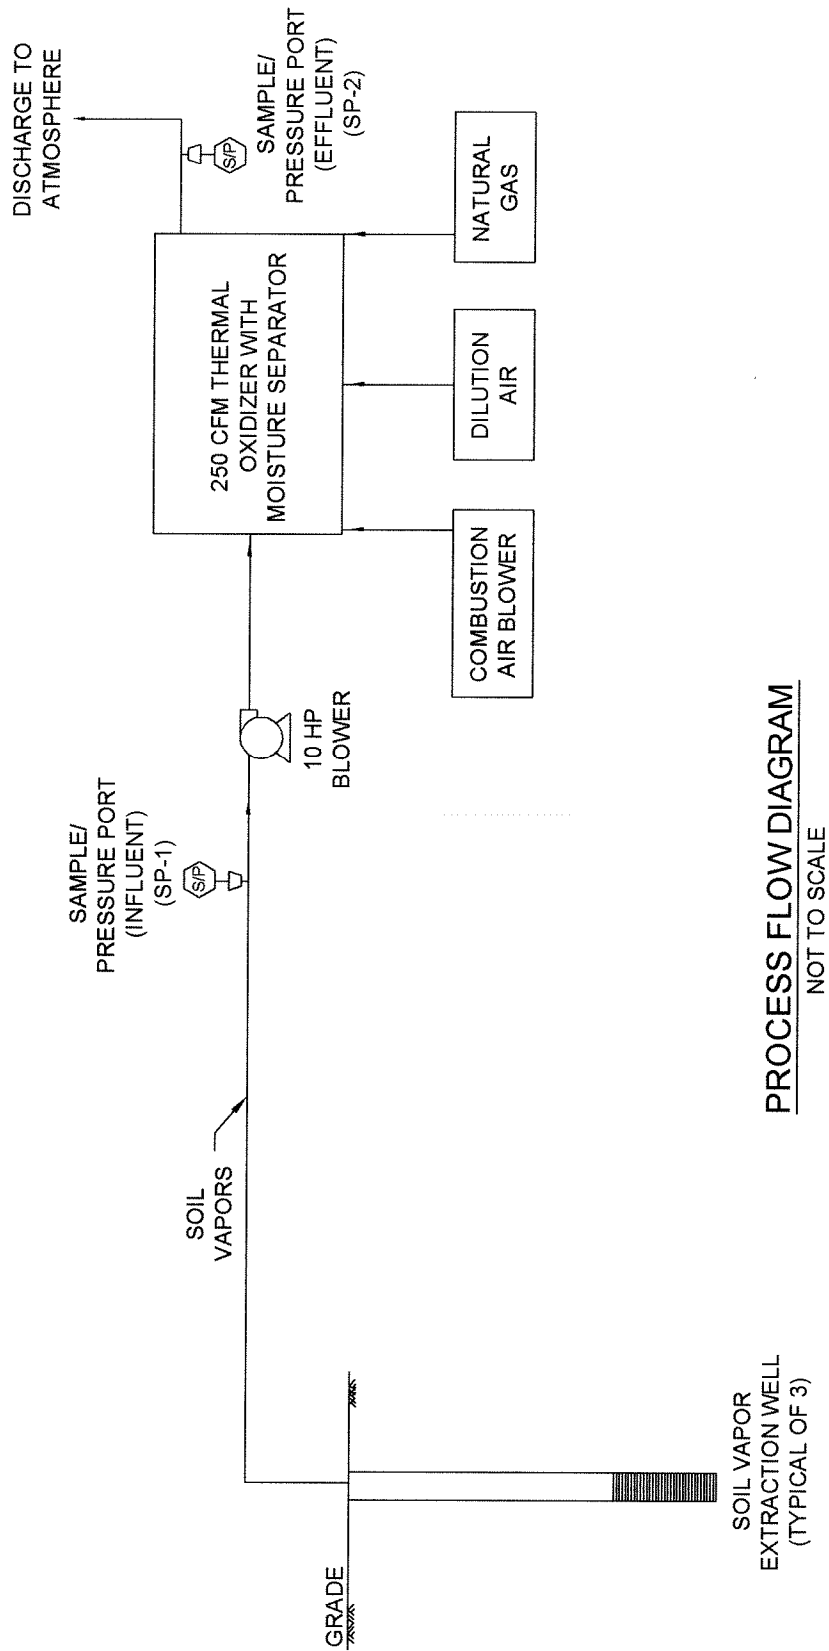 DISCHARGE TO
ATMOSPHERE
S/P
SAMPLE/
PRESSURE PORT
(EFFLUENT)
(SP-2)
250 CFM THERMAL
OXIDIZER WITH
MOISTURE SEPARATOR
NATURAL
GAS
DILUTION
AIR
COMBUSTION
AIR BLOWER
SAMPLE/
PRESSURE PORT
(INFLUENT)
(SP-1)
S/P
10 HP
BLOWER
SOIL
VAPORS
GRADE
SOIL VAPOR
EXTRACTION WELL
(TYPICAL OF 3)
PROCESS FLOW DIAGRAM
NOT TO SCALE